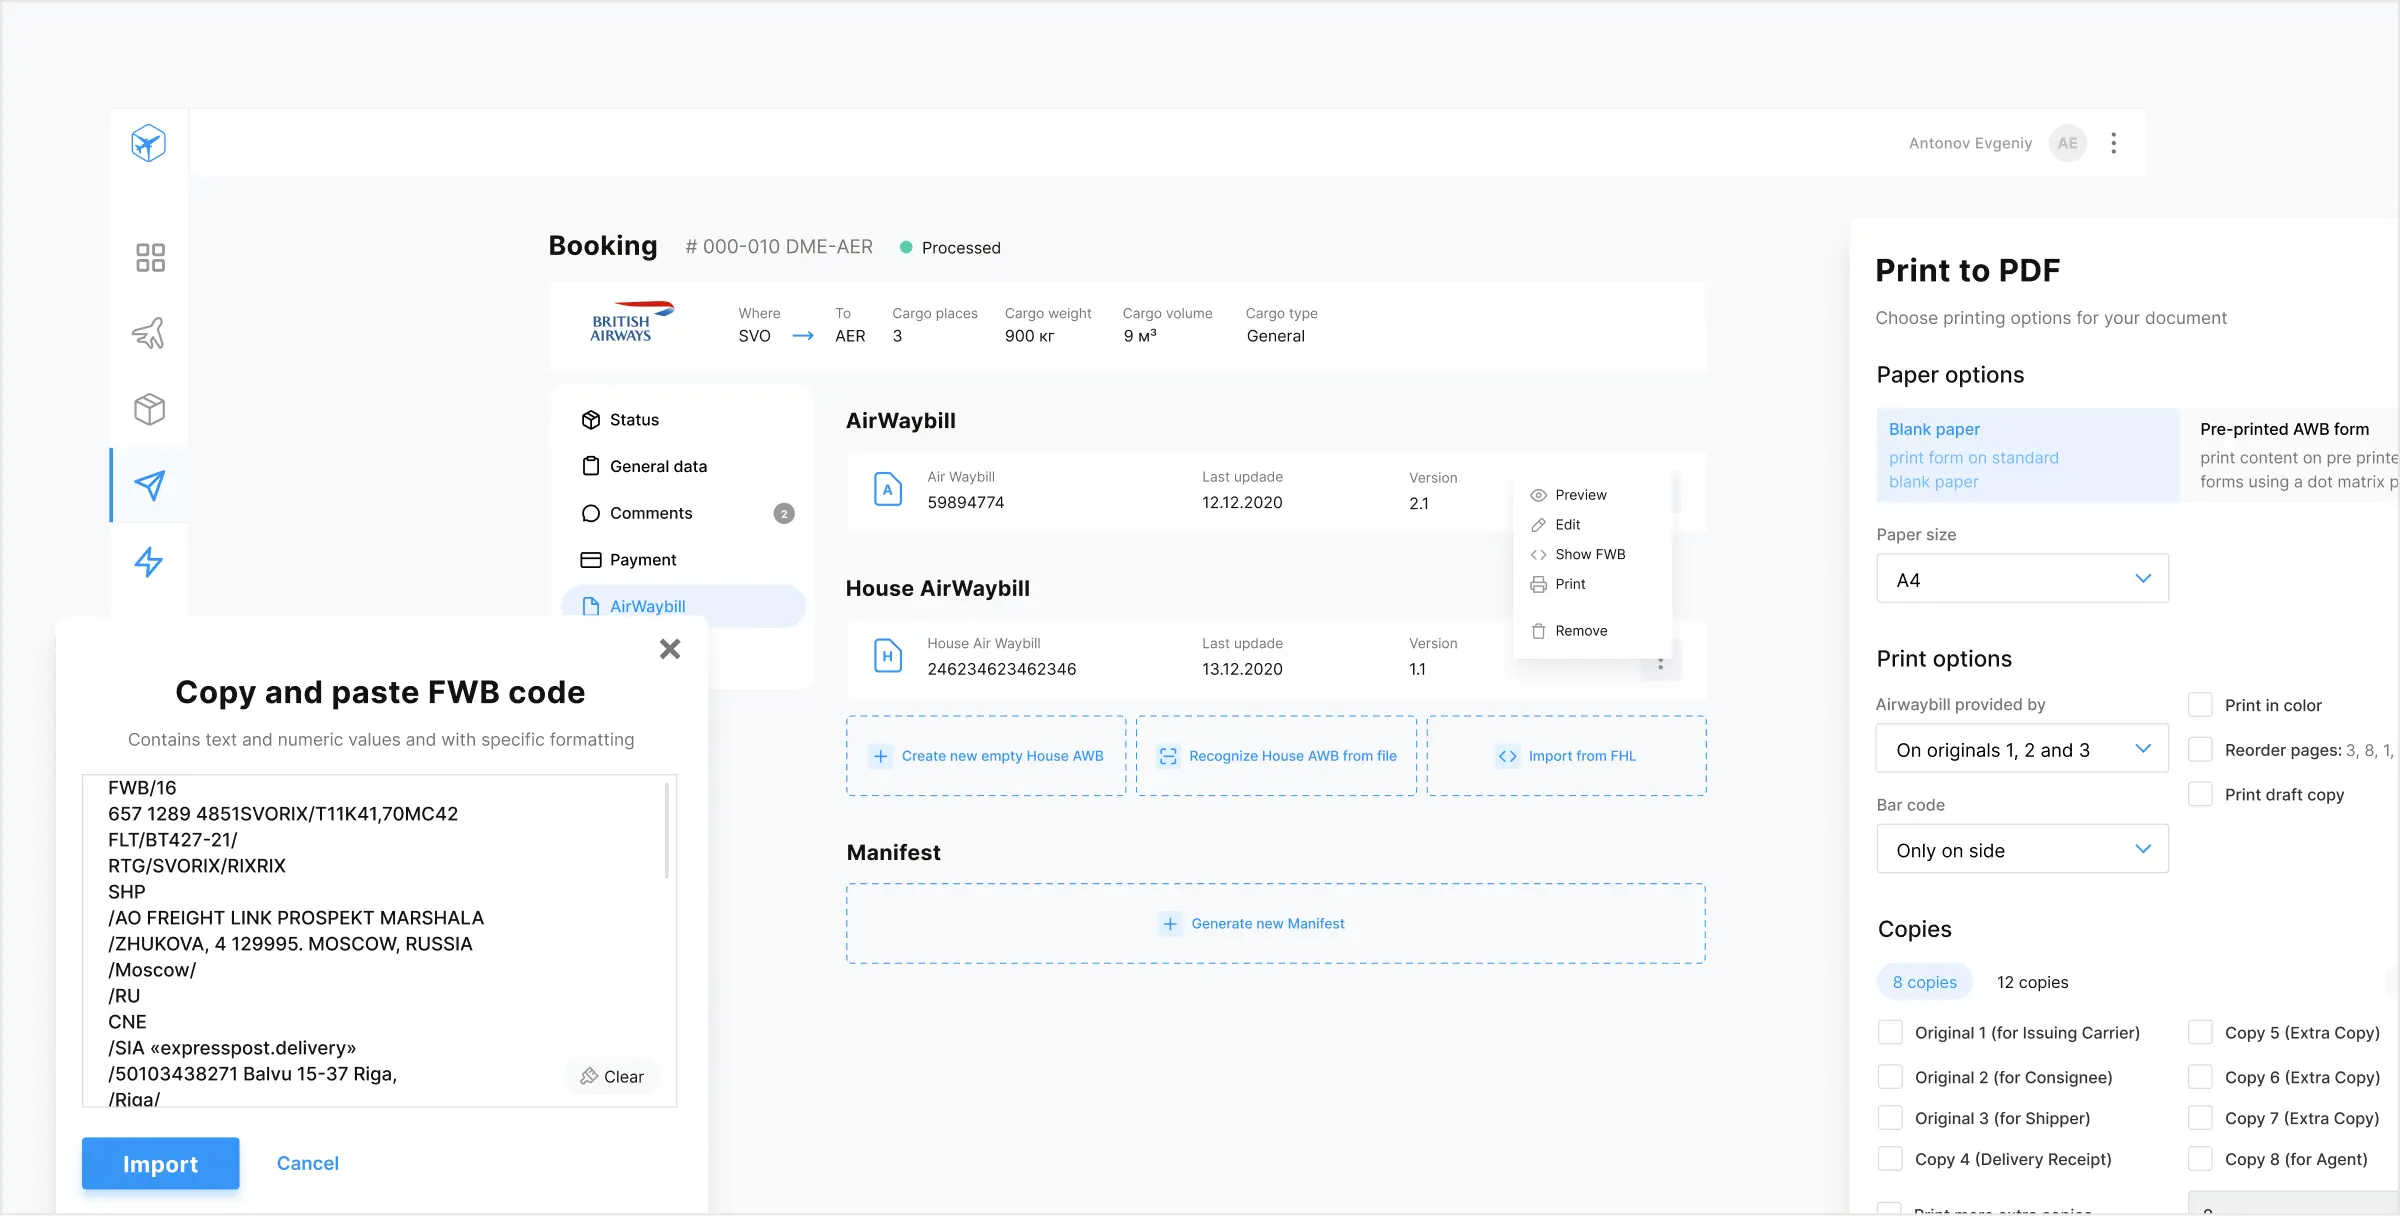 Antonov Evgeniy
AE
Booking
# 000-010 DME-AER
Processed
BRITISH
AIRWAYS
Where
SVO
To
AER
Cargo places
3
Cargo weight
900 кг
Cargo volume
9 м³
Cargo type
General
Status
General data
Comments
2
Payment
AirWaybill
AirWaybill
A
Air Waybill
59894774
Last updade
12.12.2020
Version
2.1
Preview
Edit
Show FWB
Print
Remove
House AirWaybill
H
House Air Waybill
246234623462346
Last updade
13.12.2020
Version
1.1
Create new empty House AWB
Recognize House AWB from file
Import from FHL
Manifest
Generate new Manifest
Copy and paste FWB code
Contains text and numeric values and with specific formatting
FWB/16
657 1289 4851SVORIX/T11K41,70MC42
FLT/BT427-21/
RTG/SVORIX/RIXRIX
SHP
/AO FREIGHT LINK PROSPEKT MARSHALA
/ZHUKOVA, 4 129995. MOSCOW, RUSSIA
/Moscow/
/RU
CNE
/SIA «expresspost.delivery»
/50103438271 Balvu 15-37 Riga,
/Riga/
Clear
Import
Cancel
Print to PDF
Choose printing options for your document
Paper options
Blank paper
print form on standard
blank paper
Pre-printed AWB form
print content on pre printe
forms using a dot matrix p
Paper size
A4
Print options
Airwaybill provided by
On originals 1, 2 and 3
Bar code
Only on side
Print in color
Reorder pages: 3, 8, 1,
Print draft copy
Copies
8 copies
12 copies
Original 1 (for Issuing Carrier)
Original 2 (for Consignee)
Original 3 (for Shipper)
Copy 4 (Delivery Receipt)
Copy 5 (Extra Copy)
Copy 6 (Extra Copy)
Copy 7 (Extra Copy)
Copy 8 (for Agent)
Print more extra copies